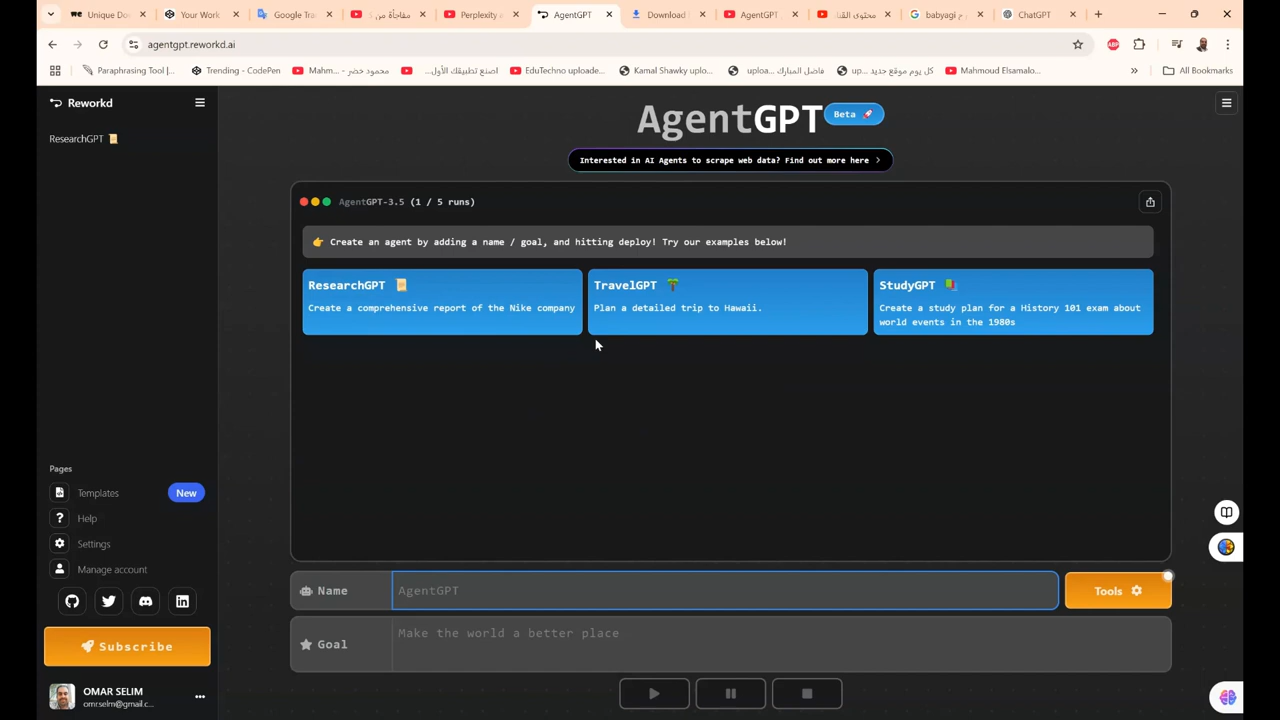 Unique Do
Your Work
Google Tra
مفاجأة من
Perplexity a
AgentGPT
Download
AgentGPT
محتوى القنا
babyagi
ChatGPT
agentgpt.reworkd.ai
Paraphrasing Tool |...
Trending - CodePen
محمود خضر - Mahm...
اصنع تطبيقك الأول...
EduTechno uploade...
Kamal Shawky uplo...
فاضل المبارك uploa...
كل يوم موقع جديد up...
Mahmoud Elsamalo...
All Bookmarks
Reworkd
ResearchGPT
AgentGPT
Beta
Interested in AI Agents to scrape web data? Find out more here
AgentGPT-3.5 (1 / 5 runs)
Create an agent by adding a name / goal, and hitting deploy! Try our examples below!
ResearchGPT
Create a comprehensive report of the Nike company
TravelGPT
Plan a detailed trip to Hawaii.
StudyGPT
Create a study plan for a History 101 exam about
world events in the 1980s
Pages
Templates
New
Help
Settings
Manage account
Subscribe
OMAR SELIM
omr.selm@gmail.c...
Name
AgentGPT
Tools
Goal
Make the world a better place